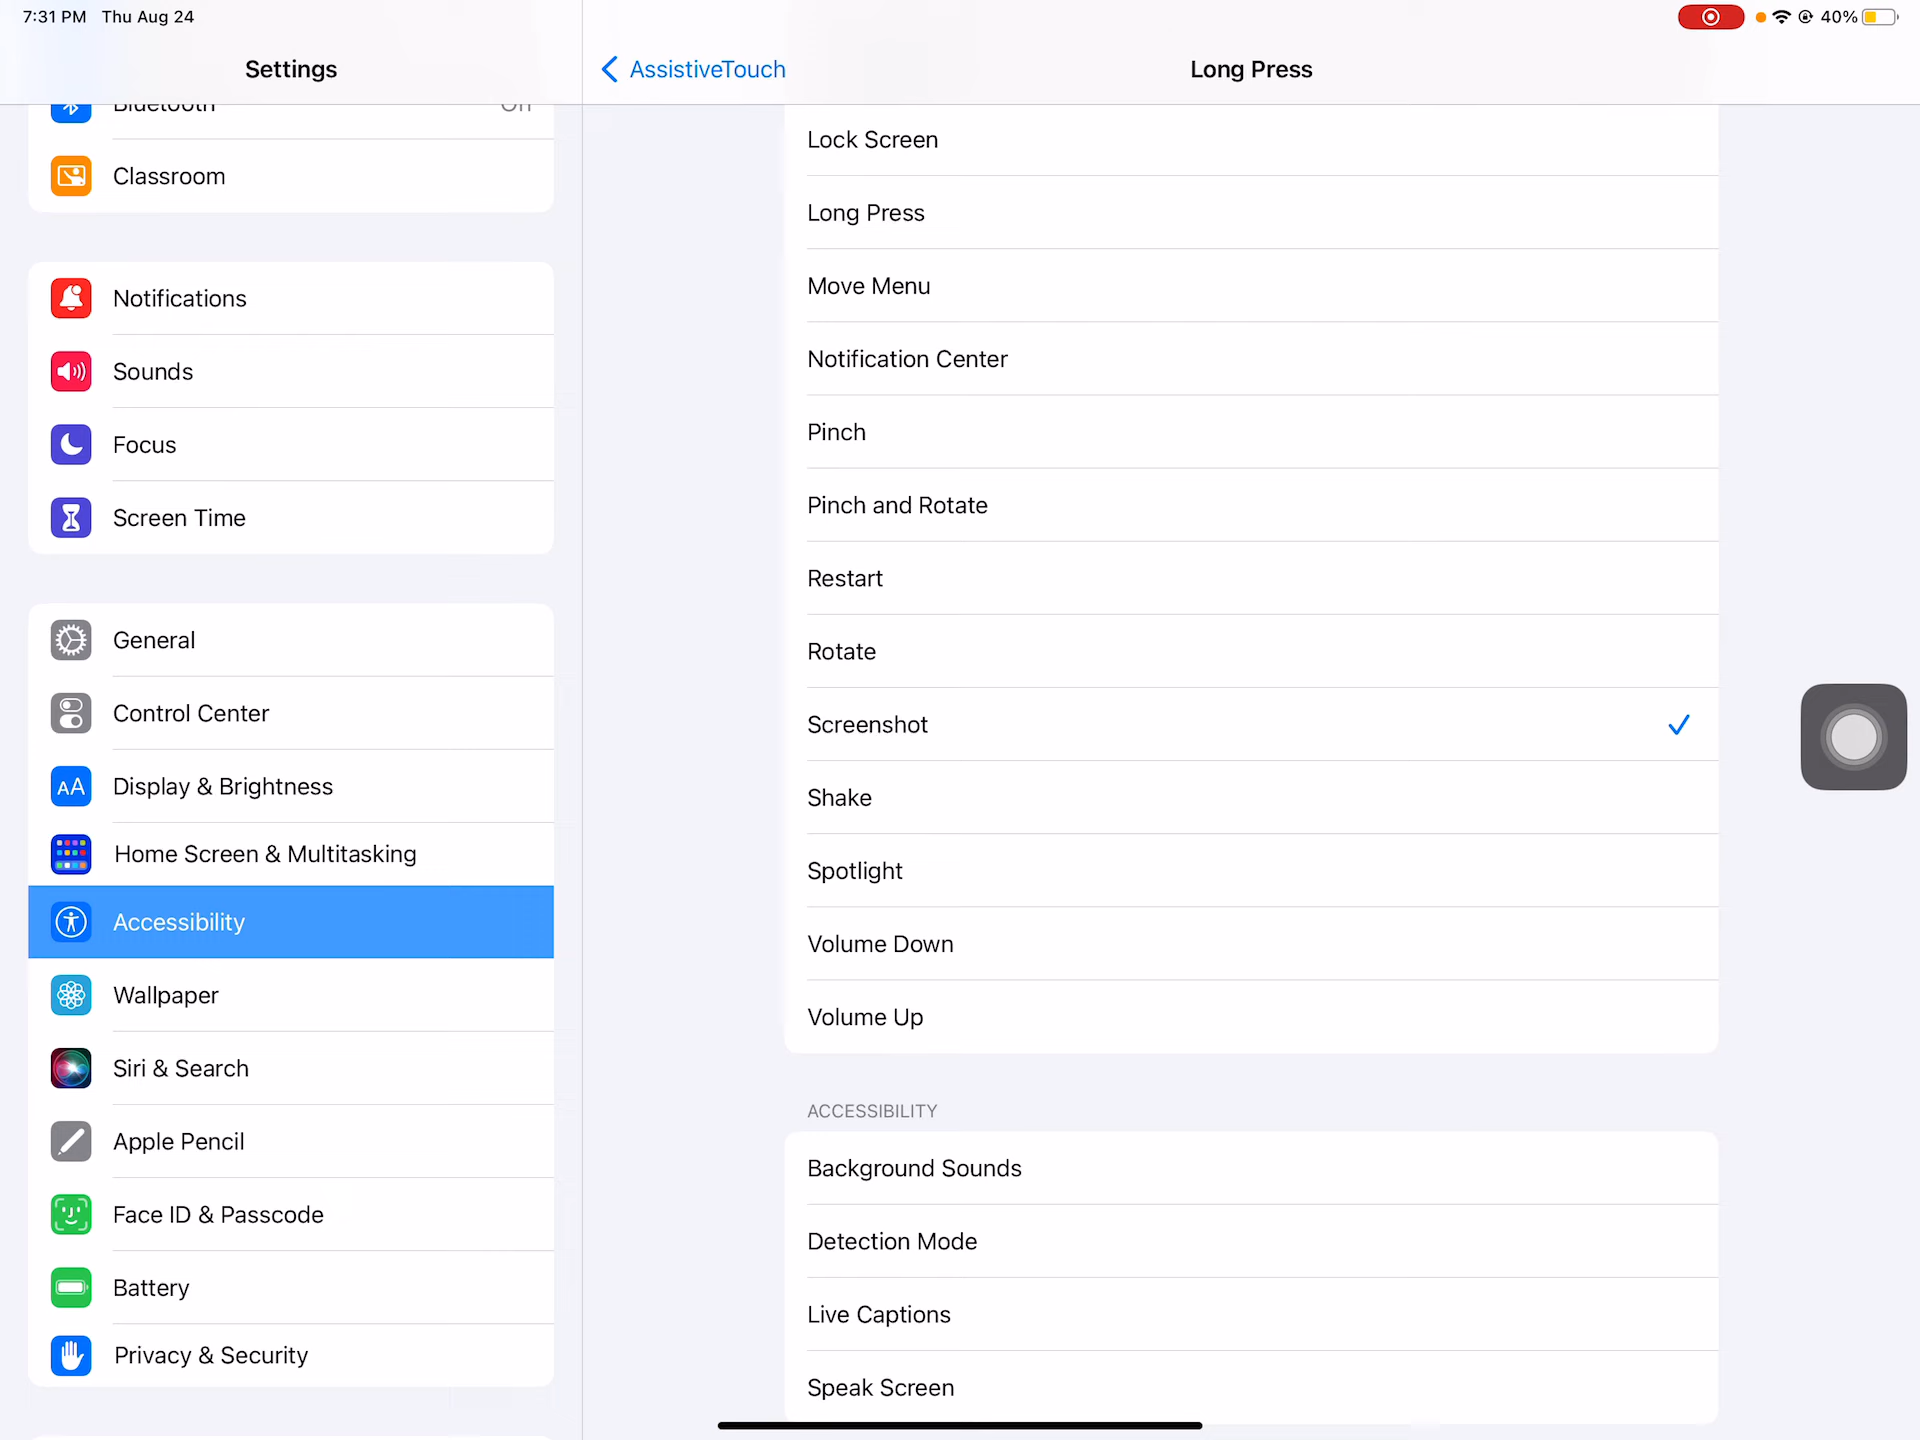 7:31 PM Thu Aug 24
40%
Settings
Bluetooth On
Classroom
Notifications
Sounds
Focus
Screen Time
General
Control Center
AA Display & Brightness
Home Screen & Multitasking
Accessibility
Wallpaper
Siri & Search
Apple Pencil
Face ID & Passcode
Battery
Privacy & Security
AssistiveTouch
Long Press
Lock Screen
Long Press
Move Menu
Notification Center
Pinch
Pinch and Rotate
Restart
Rotate
Screenshot
Shake
Spotlight
Volume Down
Volume Up
ACCESSIBILITY
Background Sounds
Detection Mode
Live Captions
Speak Screen